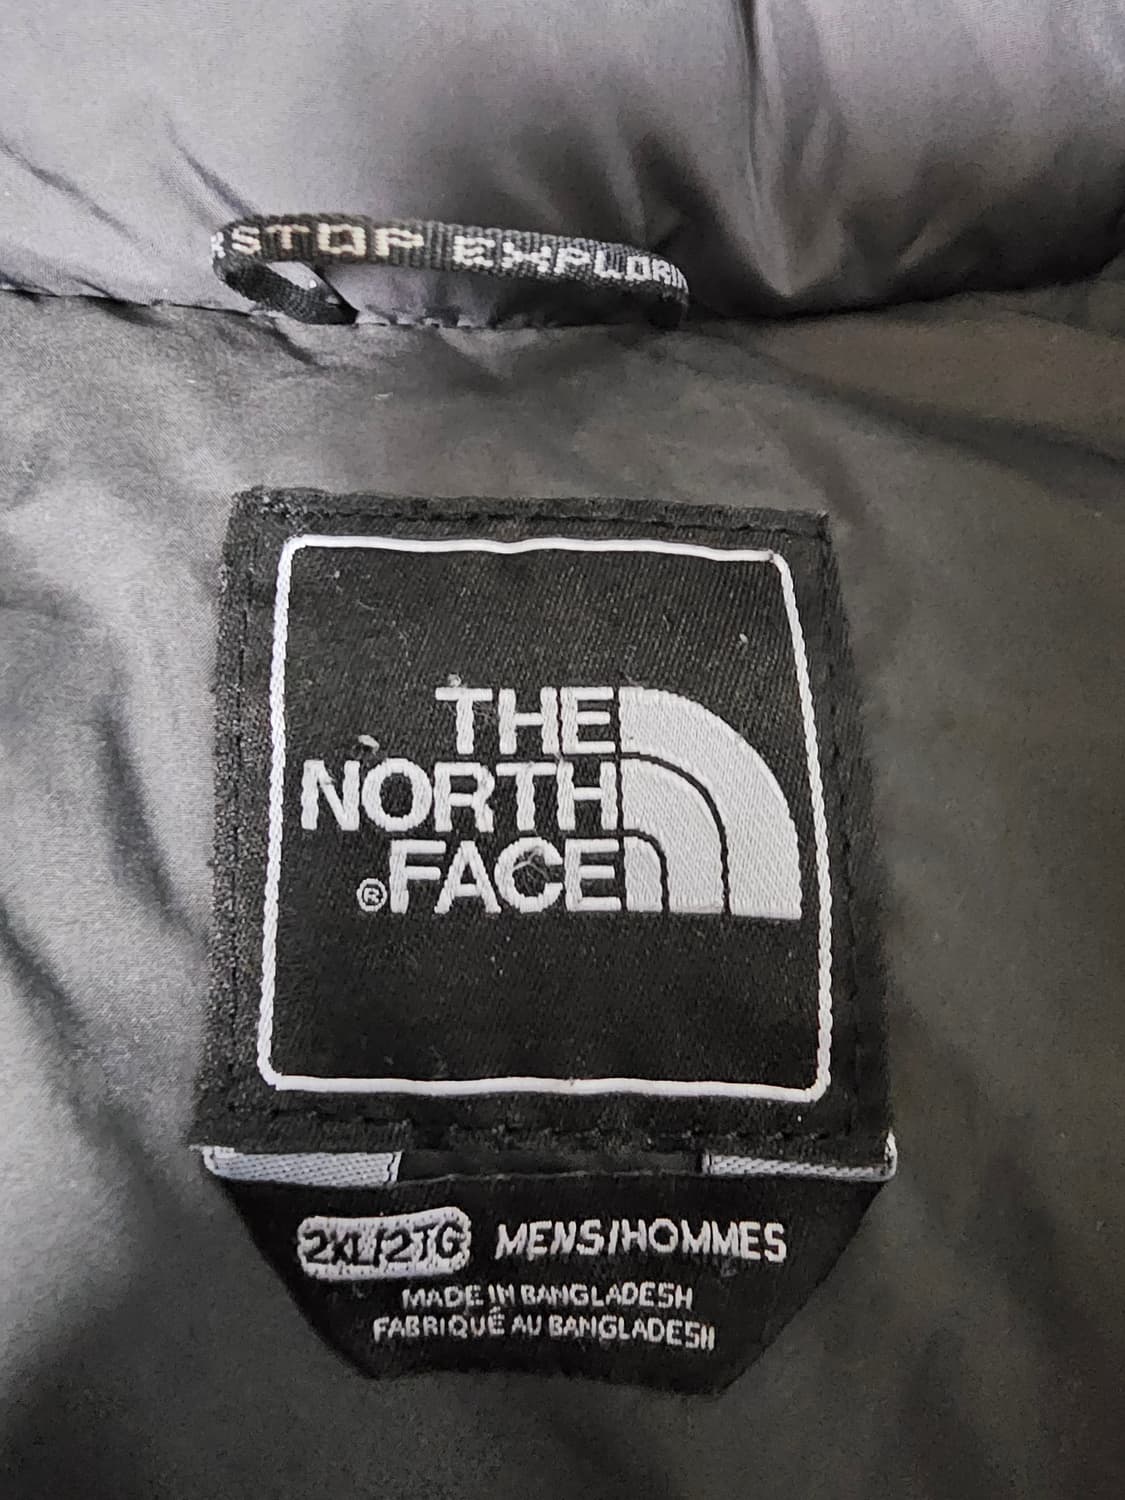 STOP EXPLORIN
THE
NORTH
®FACE
2XL/2TG MENS/HOMMES
MADE IN BANGLADESH
FABRIQUÉ AU BANGLADESH